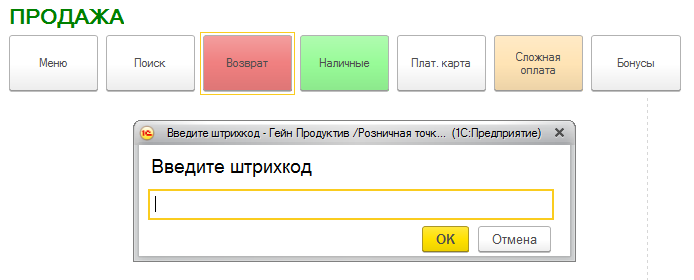 ПРОДАЖА
Меню
Поиск
Возврат
Наличные
Плат. карта
Сложная
оплата
Бонусы
1С
Введите штрихкод - Гейн Продуктив /Розничная точк... (1С:Предприятие)
Введите штрихкод
ОК
Отмена